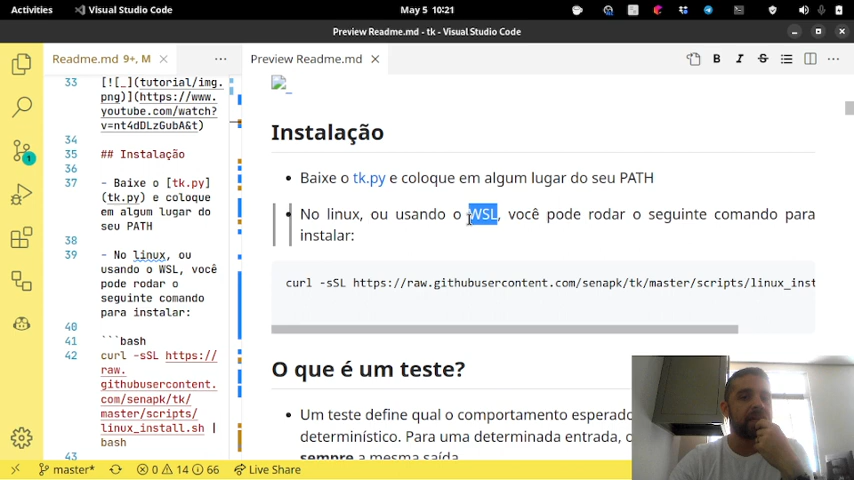 Activities Visual Studio Code May 5 10:21
Preview Readme.md - tk - Visual Studio Code
Readme.md 9+, M
Preview Readme.md
33 [![_](tutorial/img.
png)](https://www.
youtube.com/watch?
v=nt4dDLzGubA&t)
34
35 ## Instalação
36
37 - Baixe o [tk.py]
(tk.py) e coloque
em algum lugar do
seu PATH
38
39 - No linux, ou
usando o WSL, você
pode rodar o
seguinte comando
para instalar:
40
41 ```bash
42 curl -sSL https://
raw.
githubusercontent.
com/senapk/tk/
master/scripts/
linux_install.sh |
bash
43
Instalação
Baixe o tk.py e coloque em algum lugar do seu PATH
No linux, ou usando o WSL, você pode rodar o seguinte comando para
instalar:
curl -sSL https://raw.githubusercontent.com/senapk/tk/master/scripts/linux_inst
O que é um teste?
Um teste define qual o comportamento esperado
determinístico. Para uma determinada entrada, o
sempre a mesma saída.
master* 0 14 66 Live Share